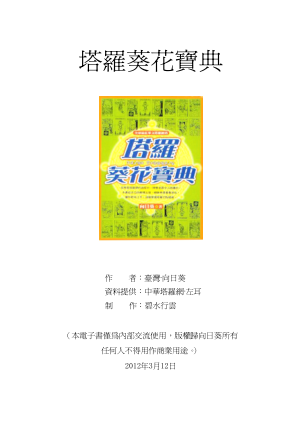 塔羅葵花寶典
塔羅
葵花寶典
向日葵
作　　者：臺灣·向日葵
資料提供：中華塔羅網·左耳
制　　作：碧水行雲
（本電子書僅爲內部交流使用，版權歸向日葵所有
任何人不得用作商業用途。）
2012年3月12日